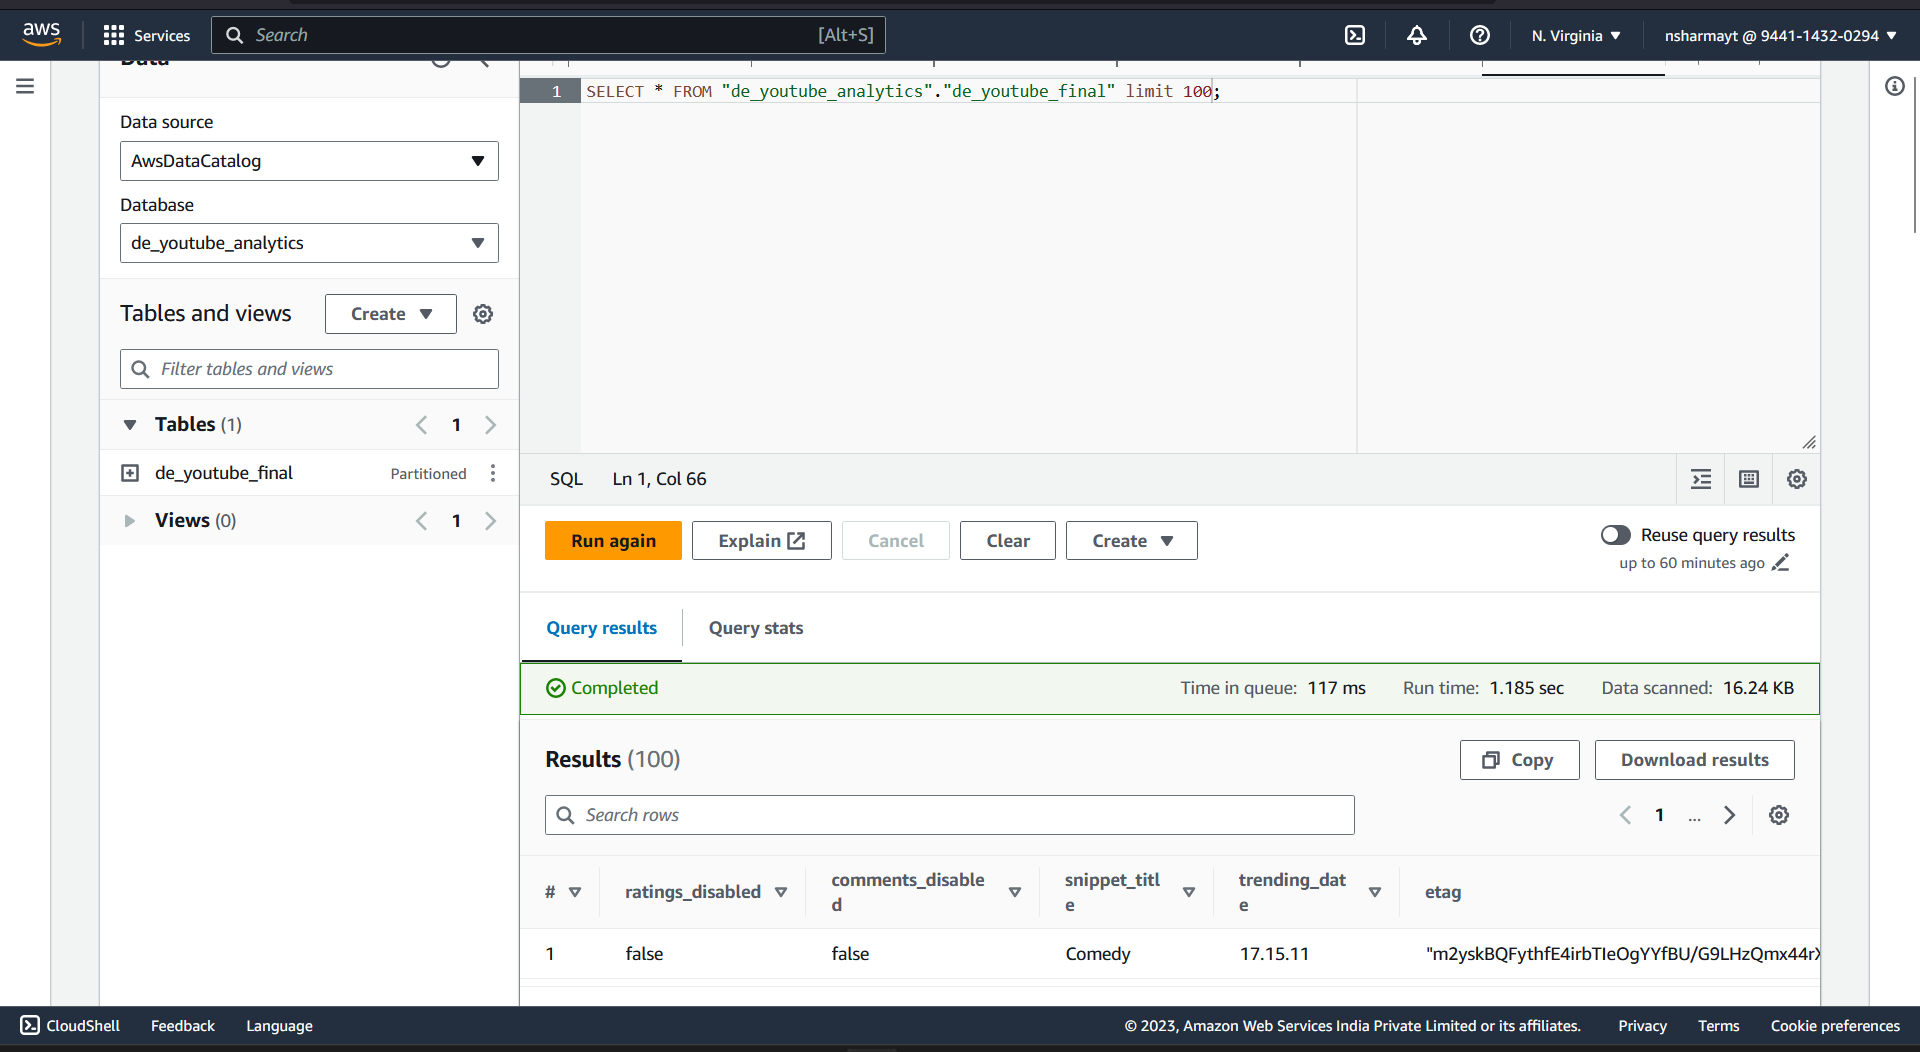 aws
Services
Search
[Alt+S]
N. Virginia
nsharmayt @ 9441-1432-0294
Data
Data source
AwsDataCatalog
Database
de_youtube_analytics
Tables and views
Create
Filter tables and views
Tables (1)
1
de_youtube_final
Partitioned
Views (0)
1
1 SELECT * FROM "de_youtube_analytics"."de_youtube_final" limit 100;
SQL
Ln 1, Col 66
Run again
Explain
Cancel
Clear
Create
Reuse query results
up to 60 minutes ago
Query results
Query stats
Completed
Time in queue: 117 ms
Run time: 1.185 sec
Data scanned: 16.24 KB
Results (100)
Copy
Download results
Search rows
1 ...
#
ratings_disabled
comments_disable
d
snippet_titl
e
trending_dat
e
etag
1
false
false
Comedy
17.15.11
"m2yskBQFythfE4irbTIeOgYYfBU/G9LHzQmx44rX
CloudShell
Feedback
Language
© 2023, Amazon Web Services India Private Limited or its affiliates.
Privacy
Terms
Cookie preferences